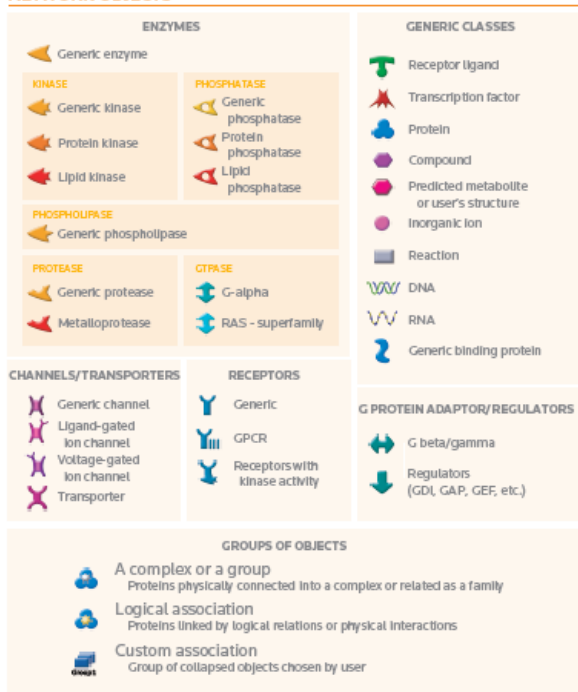 ENZYMES
Generic enzyme
KINASE
Generic kinase
Protein kinase
Lipid kinase
PHOSPHATASE
Generic
phosphatase
Protein
phosphatase
Lipid
phosphatase
PHOSPHOLIPASE
Generic phospholipase
PROTEASE
Generic protease
Metalloprotease
GTPASE
G-alpha
RAS - superfamily
GENERIC CLASSES
Receptor ligand
Transcription factor
Protein
Compound
Predicted metabolite
or user's structure
Inorganic ion
Reaction
DNA
RNA
Generic binding protein
CHANNELS/TRANSPORTERS
Generic channel
Ligand-gated
ion channel
Voltage-gated
ion channel
Transporter
RECEPTORS
Generic
GPCR
Receptors with
kinase activity
G PROTEIN ADAPTOR/REGULATORS
G beta/gamma
Regulators
(GDI, GAP, GEF, etc.)
GROUPS OF OBJECTS
A complex or a group
Proteins physically connected into a complex or related as a family
Logical association
Proteins linked by logical relations or physical interactions
Custom association
Group of collapsed objects chosen by user
Group1